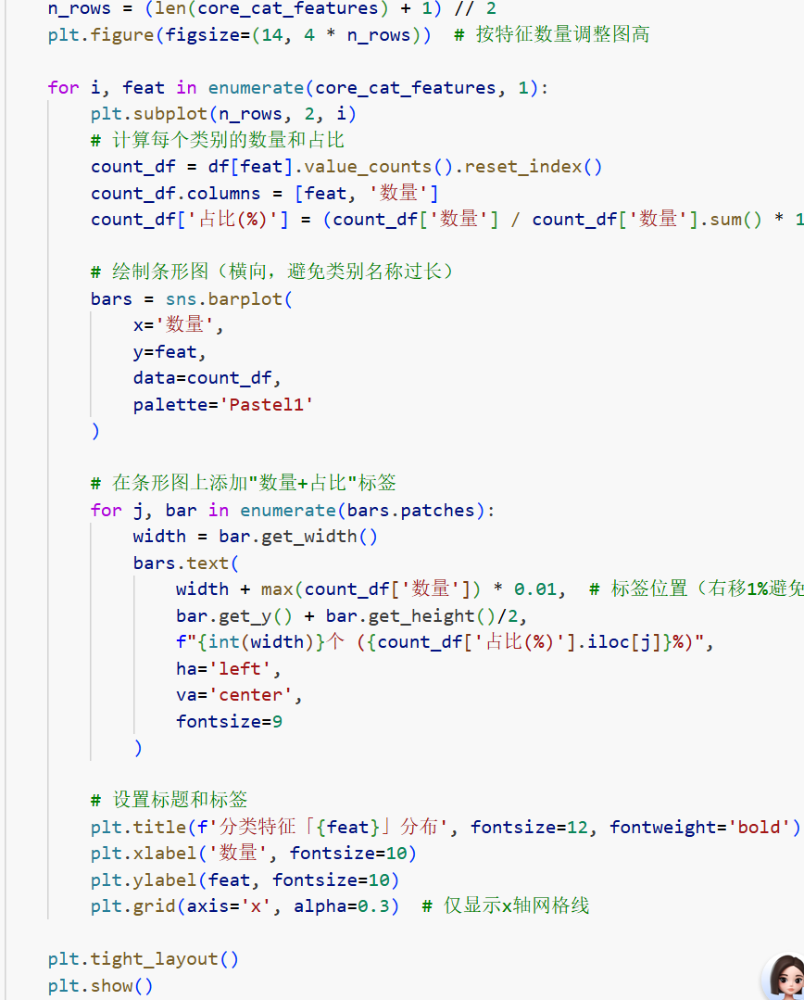 n_rows = (len(core_cat_features) + 1) // 2
plt.figure(figsize=(14, 4 * n_rows))  # 按特征数量调整图高
for i, feat in enumerate(core_cat_features, 1):
plt.subplot(n_rows, 2, i)
# 计算每个类别的数量和占比
count_df = df[feat].value_counts().reset_index()
count_df.columns = [feat, '数量']
count_df['占比(%)'] = (count_df['数量'] / count_df['数量'].sum() * 1
# 绘制条形图（横向，避免类别名称过长）
bars = sns.barplot(
x='数量',
y=feat,
data=count_df,
palette='Pastel1'
)
# 在条形图上添加"数量+占比"标签
for j, bar in enumerate(bars.patches):
width = bar.get_width()
bars.text(
width + max(count_df['数量']) * 0.01,  # 标签位置（右移1%避免
bar.get_y() + bar.get_height()/2,
f"{int(width)}个 ({count_df['占比(%)'].iloc[j]}%)",
ha='left',
va='center',
fontsize=9
)
# 设置标题和标签
plt.title(f'分类特征「{feat}」分布', fontsize=12, fontweight='bold')
plt.xlabel('数量', fontsize=10)
plt.ylabel(feat, fontsize=10)
plt.grid(axis='x', alpha=0.3)  # 仅显示x轴网格线
plt.tight_layout()
plt.show()